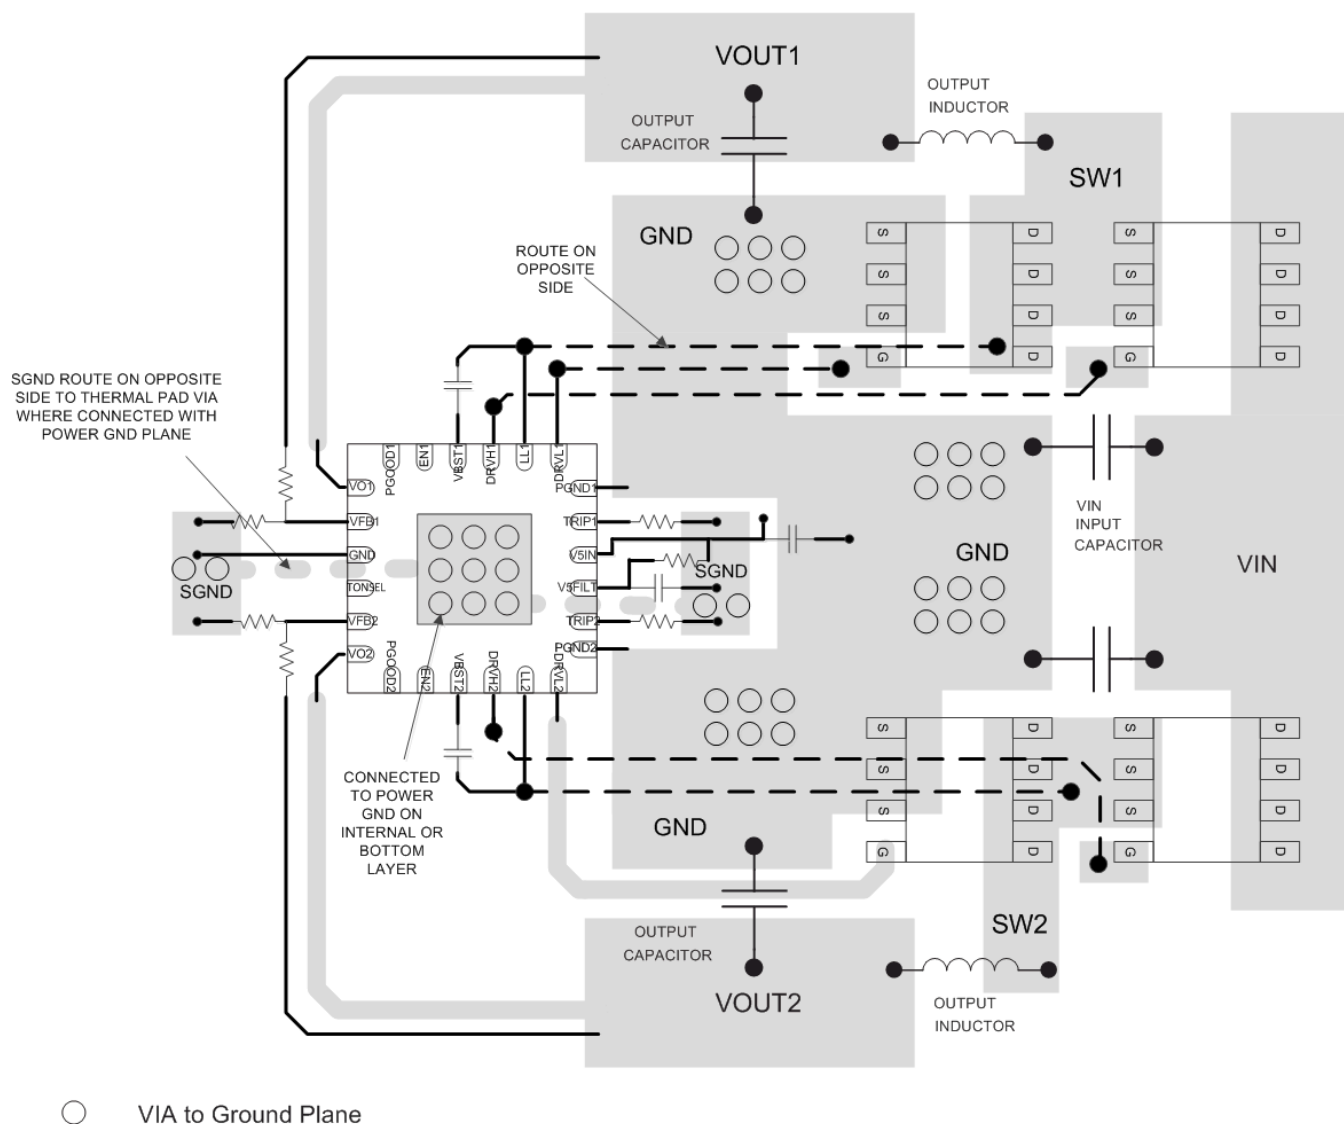 VOUT1
OUTPUT
INDUCTOR
OUTPUT
CAPACITOR
SW1
GND
ROUTE ON
OPPOSITE
SIDE
S
D
S
D
S
D
S
D
S
D
S
D
G
D
G
D
SGND ROUTE ON OPPOSITE
SIDE TO THERMAL PAD VIA
WHERE CONNECTED WITH
POWER GND PLANE
PGOOD1
EN1
VBST1
DRVH1
LL1
DRVL1
VO1
VFB1
GND
TONSEL
VFB2
VO2
PGND1
TRIP1
V5IN
V5FILT
TRIP2
PGND2
PGOOD2
EN2
VBST2
DRVH2
LL2
DRVL2
SGND
SGND
VIN
INPUT
CAPACITOR
GND
VIN
CONNECTED
TO POWER
GND ON
INTERNAL OR
BOTTOM
LAYER
S
D
S
D
S
D
S
D
S
D
S
D
G
D
G
D
GND
OUTPUT
CAPACITOR
SW2
VOUT2
OUTPUT
INDUCTOR
VIA to Ground Plane